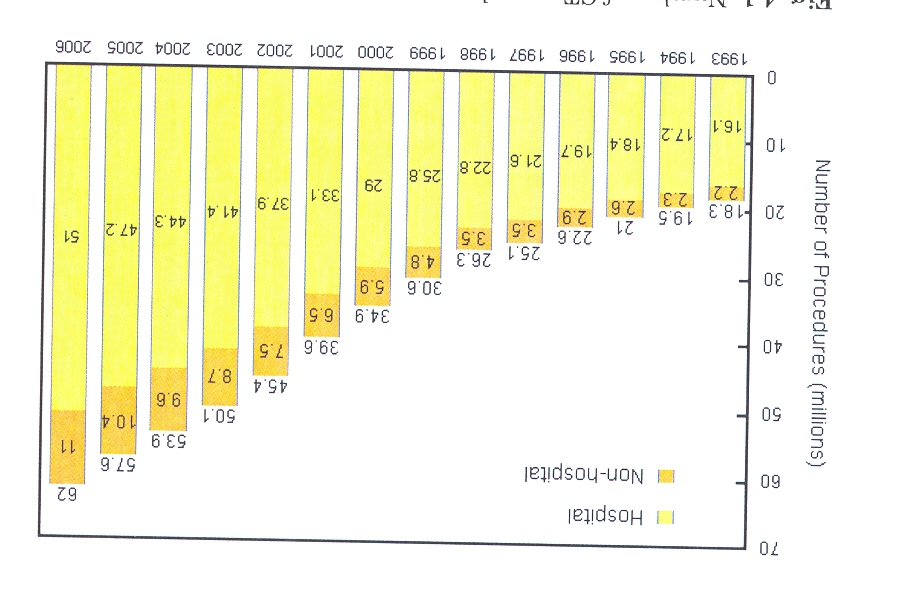 70
60
50
40
30
20
10
0
Number of Procedures (millions)
Hospital
Non-hospital
18.3 19.5 21 22.6 25.1 26.3 30.6 34.9 39.6 45.4 50.1 53.9 57.6 62
2.2 2.3 2.6 2.9 3.5 3.5 4.8 5.9 6.5 7.5 8.7 9.6 10.4 11
16.1 17.2 18.4 19.7 21.6 22.8 25.8 29 33.1 37.9 41.4 44.3 47.2 51
1993 1994 1995 1996 1997 1998 1999 2000 2001 2002 2003 2004 2005 2006